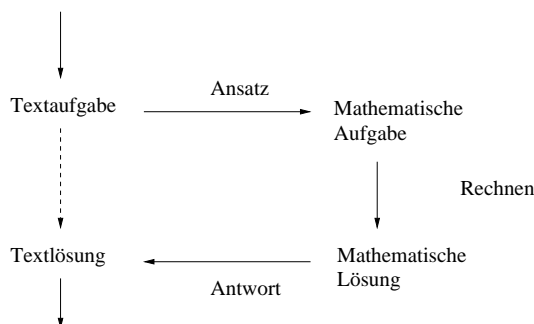 Ansatz
Textaufgabe
Mathematische
Aufgabe
Rechnen
Textlösung
Mathematische
Lösung
Antwort